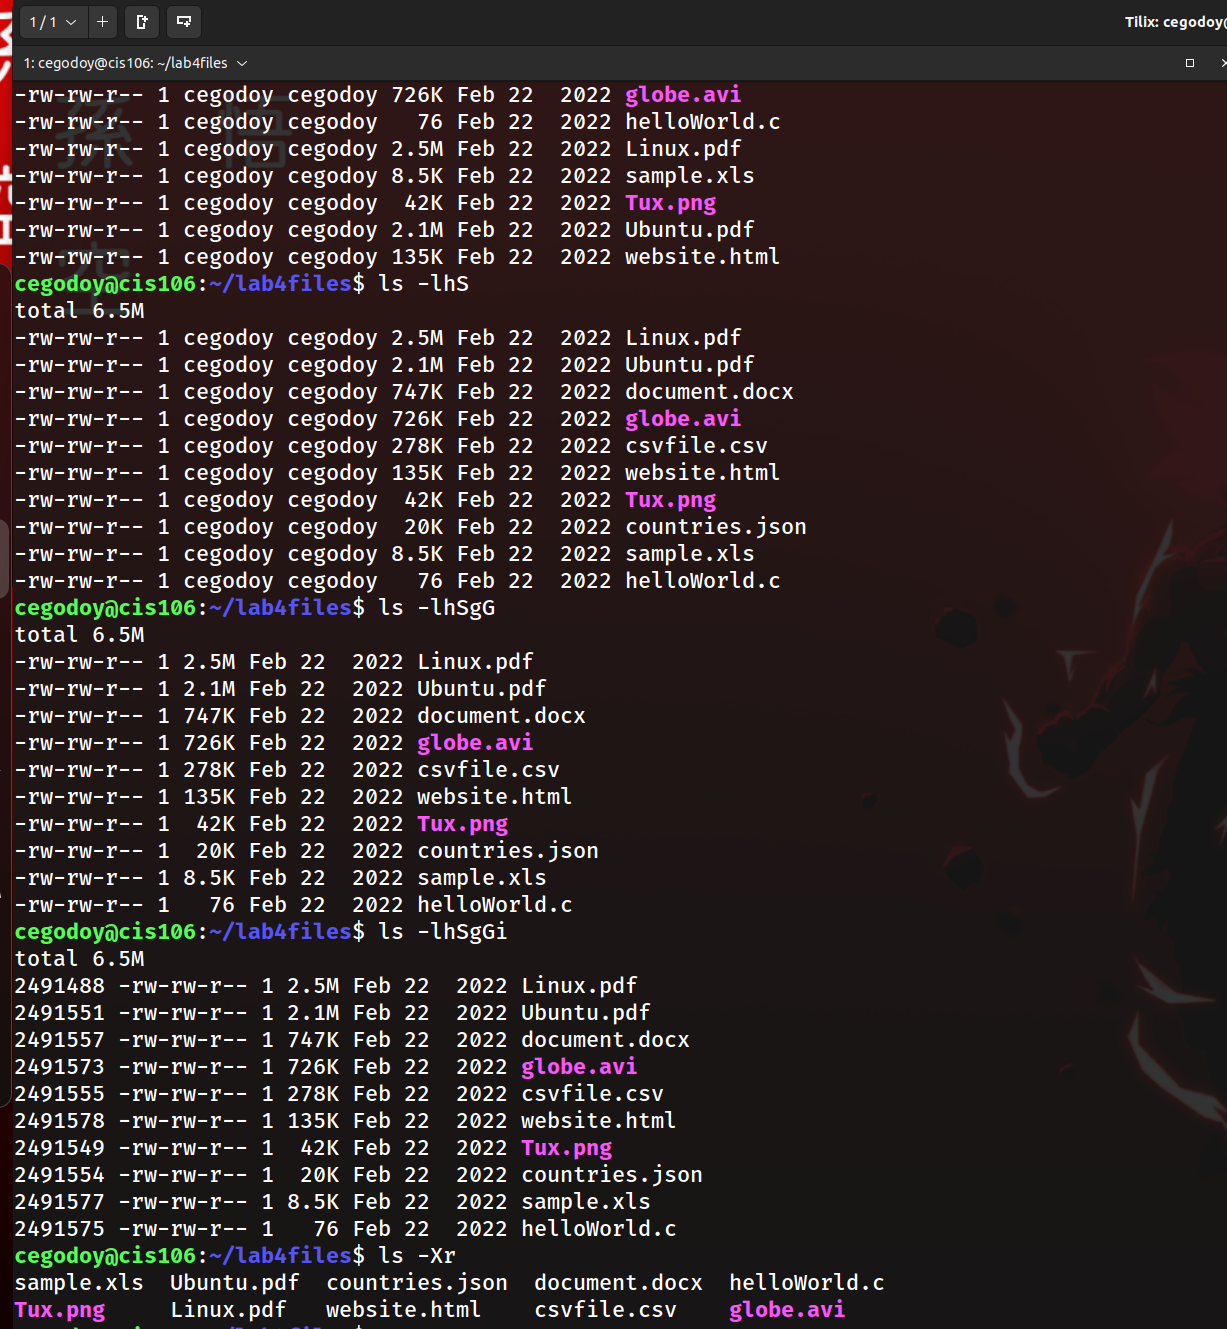 1 / 1
Tilix: cegodoy@
1: cegodoy@cis106: ~/lab4files
-rw-rw-r-- 1 cegodoy cegodoy 726K Feb 22  2022 globe.avi
-rw-rw-r-- 1 cegodoy cegodoy   76 Feb 22  2022 helloWorld.c
-rw-rw-r-- 1 cegodoy cegodoy 2.5M Feb 22  2022 Linux.pdf
-rw-rw-r-- 1 cegodoy cegodoy 8.5K Feb 22  2022 sample.xls
-rw-rw-r-- 1 cegodoy cegodoy  42K Feb 22  2022 Tux.png
-rw-rw-r-- 1 cegodoy cegodoy 2.1M Feb 22  2022 Ubuntu.pdf
-rw-rw-r-- 1 cegodoy cegodoy 135K Feb 22  2022 website.html
cegodoy@cis106:~/lab4files$ ls -lhS
total 6.5M
-rw-rw-r-- 1 cegodoy cegodoy 2.5M Feb 22  2022 Linux.pdf
-rw-rw-r-- 1 cegodoy cegodoy 2.1M Feb 22  2022 Ubuntu.pdf
-rw-rw-r-- 1 cegodoy cegodoy 747K Feb 22  2022 document.docx
-rw-rw-r-- 1 cegodoy cegodoy 726K Feb 22  2022 globe.avi
-rw-rw-r-- 1 cegodoy cegodoy 278K Feb 22  2022 csvfile.csv
-rw-rw-r-- 1 cegodoy cegodoy 135K Feb 22  2022 website.html
-rw-rw-r-- 1 cegodoy cegodoy  42K Feb 22  2022 Tux.png
-rw-rw-r-- 1 cegodoy cegodoy  20K Feb 22  2022 countries.json
-rw-rw-r-- 1 cegodoy cegodoy 8.5K Feb 22  2022 sample.xls
-rw-rw-r-- 1 cegodoy cegodoy   76 Feb 22  2022 helloWorld.c
cegodoy@cis106:~/lab4files$ ls -lhSgG
total 6.5M
-rw-rw-r-- 1 2.5M Feb 22  2022 Linux.pdf
-rw-rw-r-- 1 2.1M Feb 22  2022 Ubuntu.pdf
-rw-rw-r-- 1 747K Feb 22  2022 document.docx
-rw-rw-r-- 1 726K Feb 22  2022 globe.avi
-rw-rw-r-- 1 278K Feb 22  2022 csvfile.csv
-rw-rw-r-- 1 135K Feb 22  2022 website.html
-rw-rw-r-- 1  42K Feb 22  2022 Tux.png
-rw-rw-r-- 1  20K Feb 22  2022 countries.json
-rw-rw-r-- 1 8.5K Feb 22  2022 sample.xls
-rw-rw-r-- 1   76 Feb 22  2022 helloWorld.c
cegodoy@cis106:~/lab4files$ ls -lhSgGi
total 6.5M
2491488 -rw-rw-r-- 1 2.5M Feb 22  2022 Linux.pdf
2491551 -rw-rw-r-- 1 2.1M Feb 22  2022 Ubuntu.pdf
2491557 -rw-rw-r-- 1 747K Feb 22  2022 document.docx
2491573 -rw-rw-r-- 1 726K Feb 22  2022 globe.avi
2491555 -rw-rw-r-- 1 278K Feb 22  2022 csvfile.csv
2491578 -rw-rw-r-- 1 135K Feb 22  2022 website.html
2491549 -rw-rw-r-- 1  42K Feb 22  2022 Tux.png
2491554 -rw-rw-r-- 1  20K Feb 22  2022 countries.json
2491577 -rw-rw-r-- 1 8.5K Feb 22  2022 sample.xls
2491575 -rw-rw-r-- 1   76 Feb 22  2022 helloWorld.c
cegodoy@cis106:~/lab4files$ ls -Xr
sample.xls  Ubuntu.pdf  countries.json  document.docx  helloWorld.c
Tux.png     Linux.pdf   website.html    csvfile.csv    globe.avi
孫 悟
空